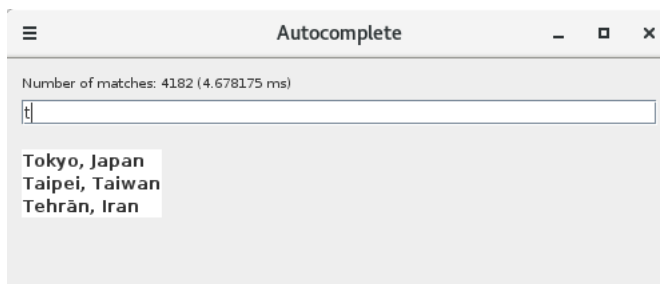 Autocomplete
Number of matches: 4182 (4.678175 ms)
t
Tokyo, Japan
Taipei, Taiwan
Tehrān, Iran